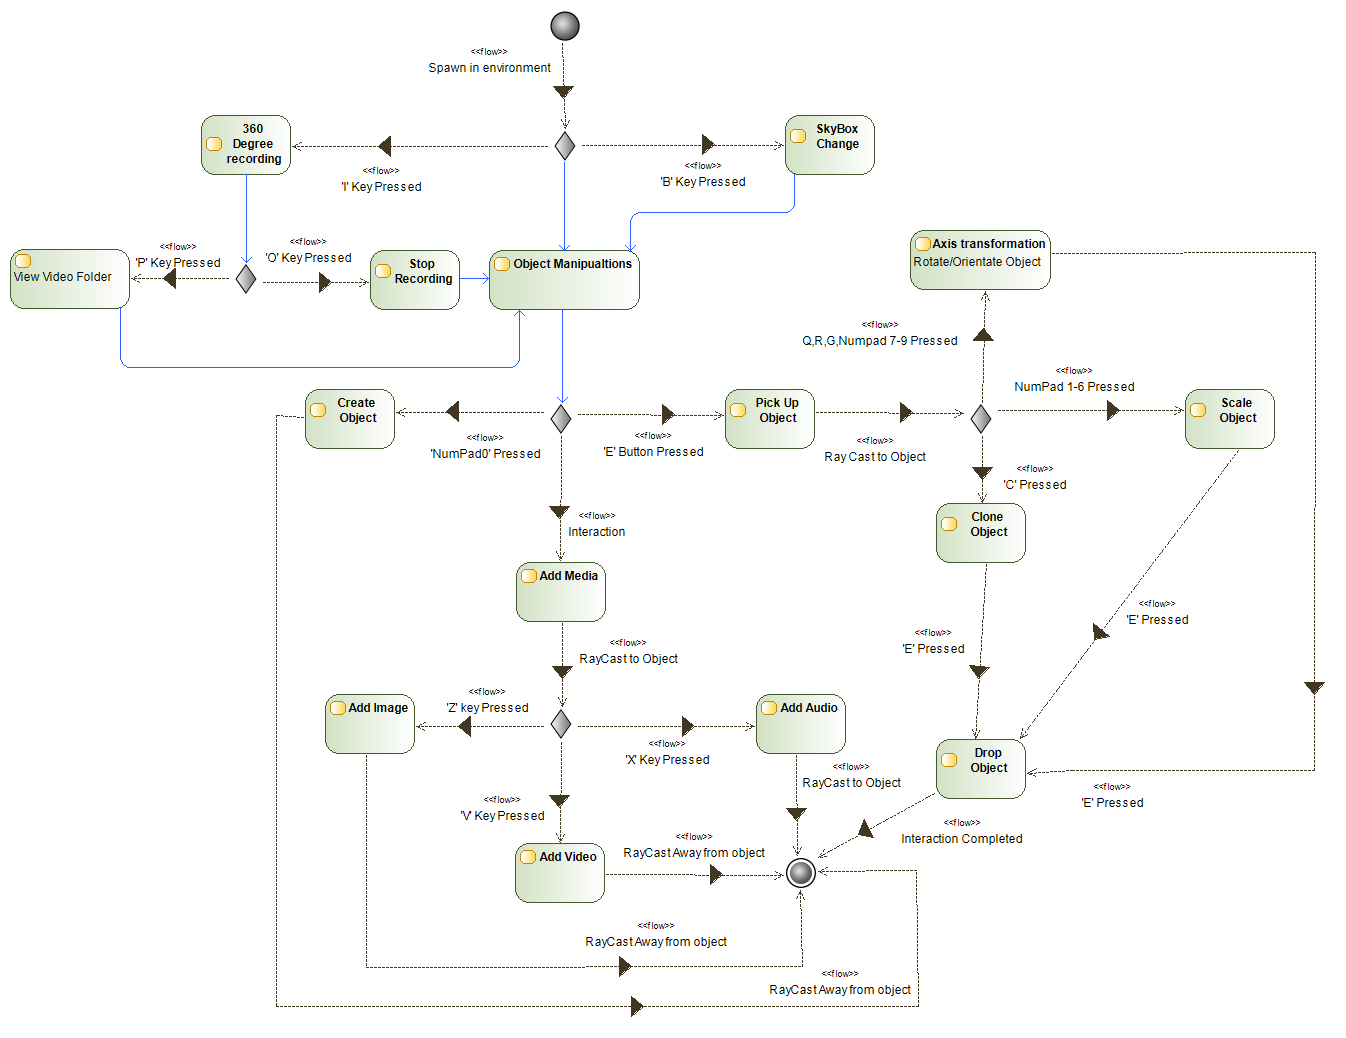 <<flow>>
Spawn in environment
360
Degree
recording
SkyBox
Change
<<flow>>
'I' Key Pressed
<<flow>>
'B' Key Pressed
<<flow>>
'P' Key Pressed
<<flow>>
'O' Key Pressed
View Video Folder
Stop
Recording
Object Manipualtions
Axis transformation
Rotate/Orientate Object
<<flow>>
Q,R,G,Numpad 7-9 Pressed
<<flow>>
NumPad 1-6 Pressed
Create
Object
Pick Up
Object
Scale
Object
<<flow>>
'NumPad0' Pressed
<<flow>>
'E' Button Pressed
<<flow>>
Ray Cast to Object
<<flow>>
'C' Pressed
<<flow>>
Interaction
Clone
Object
Add Media
<<flow>>
'E' Pressed
<<flow>>
RayCast to Object
<<flow>>
'E' Pressed
<<flow>>
'Z' key Pressed
Add Image
Add Audio
<<flow>>
'X' Key Pressed
Drop
Object
<<flow>>
RayCast to Object
<<flow>>
'V' Key Pressed
<<flow>>
'E' Pressed
<<flow>>
Interaction Completed
<<flow>>
RayCast Away from object
Add Video
<<flow>>
RayCast Away from object
<<flow>>
RayCast Away from object